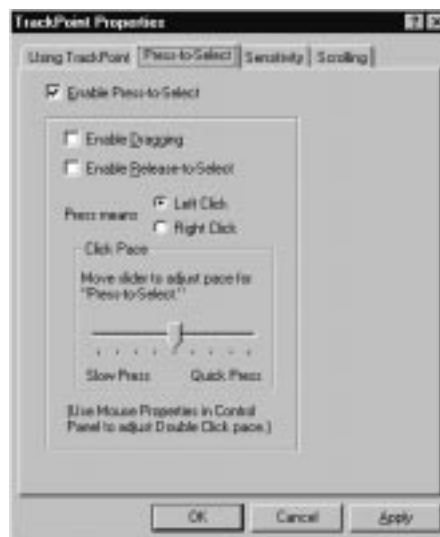 TrackPoint Properties
Using TrackPoint Press-to-Select Sensitivity Scrolling
Enable Press-to-Select
Enable Dragging
Enable Release-to-Select
Press means
Left Click
Right Click
Click Pace
Move slider to adjust pace for
"Press-to-Select."
Slow Press Quick Press
(Use Mouse Properties in Control
Panel to adjust Double Click pace.)
OK Cancel Apply